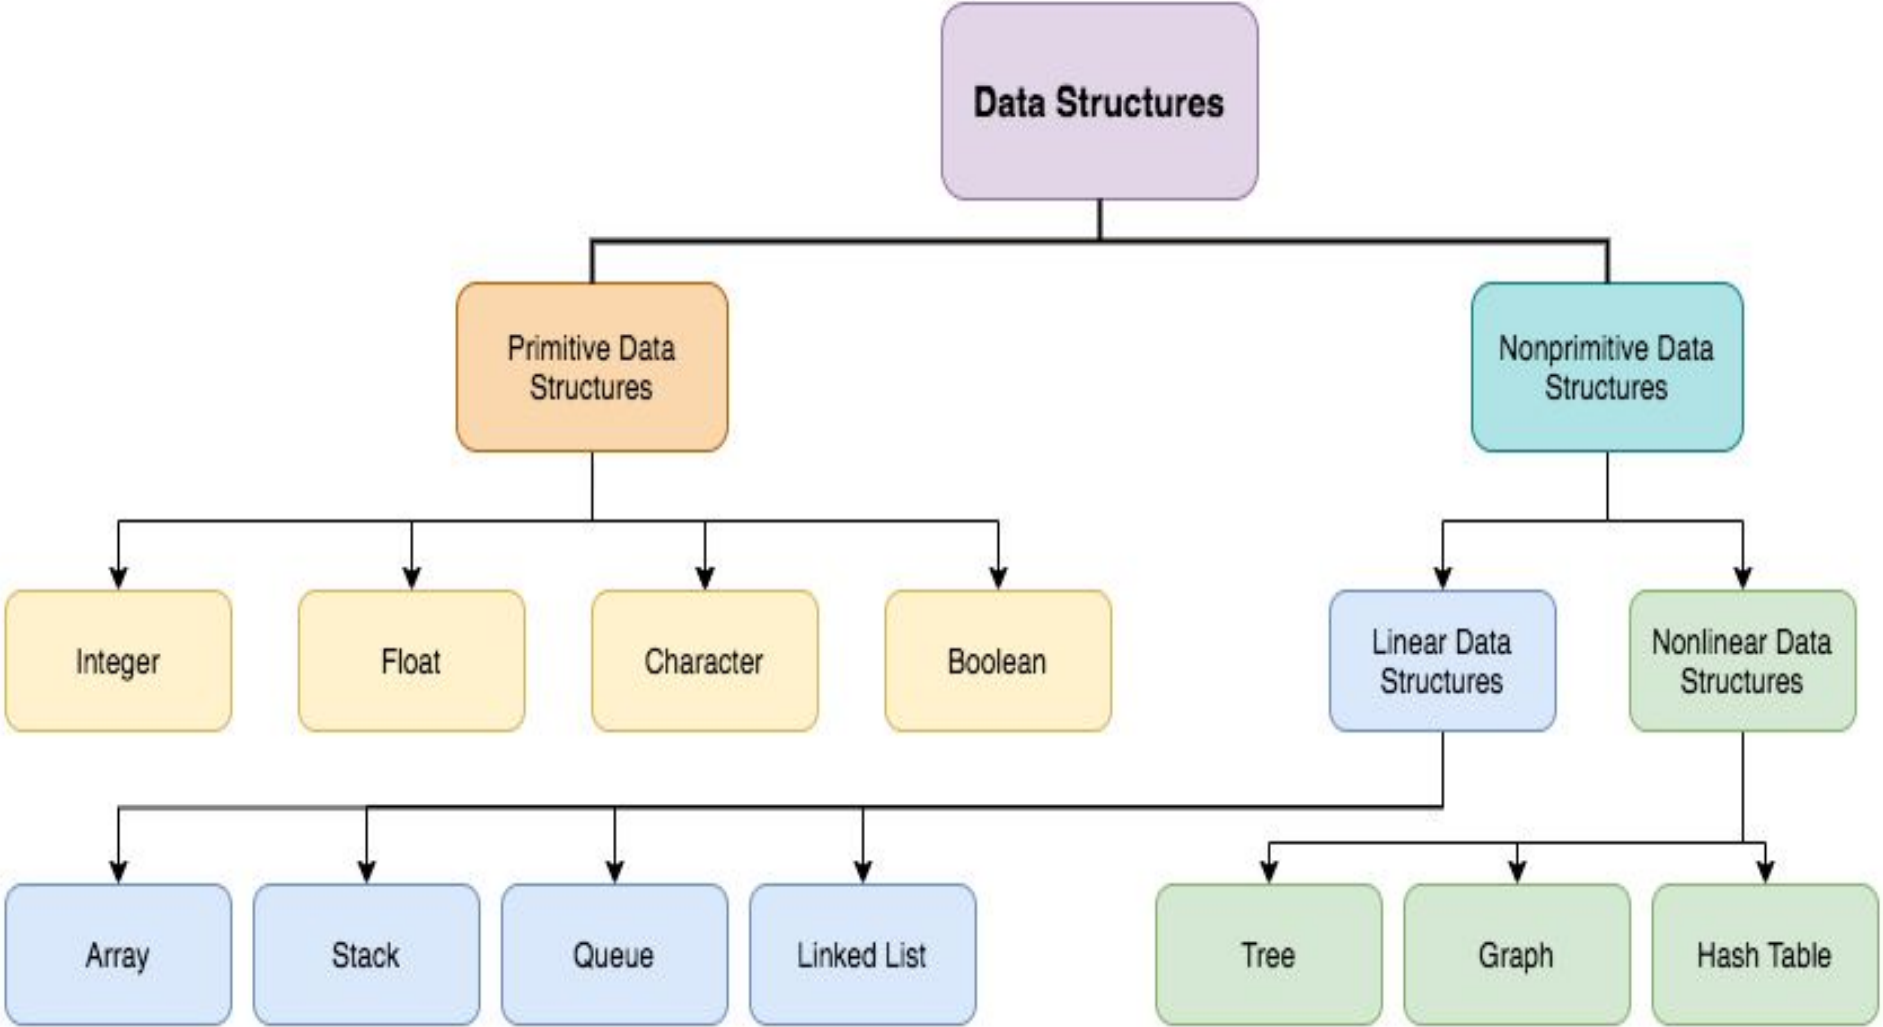 Data Structures
Primitive Data
Structures
Nonprimitive Data
Structures
Integer
Float
Character
Boolean
Linear Data
Structures
Nonlinear Data
Structures
Array
Stack
Queue
Linked List
Tree
Graph
Hash Table